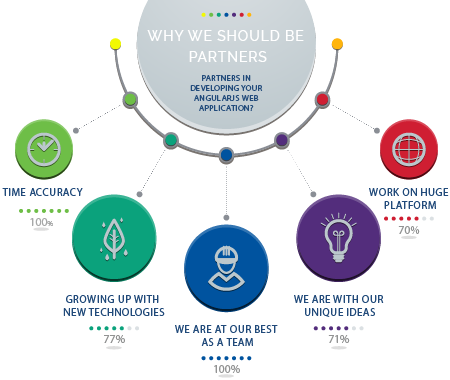 WHY WE SHOULD BE
PARTNERS
PARTNERS IN
DEVELOPING YOUR
ANGULARJS WEB
APPLICATION?
TIME ACCURACY
100%
GROWING UP WITH
NEW TECHNOLOGIES
77%
WE ARE AT OUR BEST
AS A TEAM
100%
WE ARE WITH OUR
UNIQUE IDEAS
71%
WORK ON HUGE
PLATFORM
70%